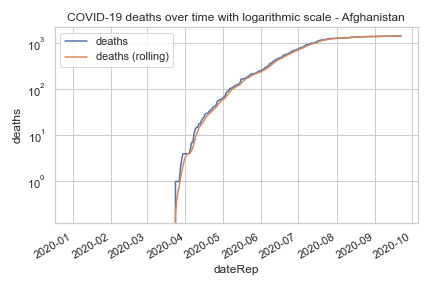 COVID-19 deaths over time with logarithmic scale - Afghanistan
deaths
deaths (rolling)
10³
10²
10¹
10⁰
deaths
2020-01
2020-02
2020-03
2020-04
2020-05
2020-06
2020-07
2020-08
2020-09
2020-10
dateRep